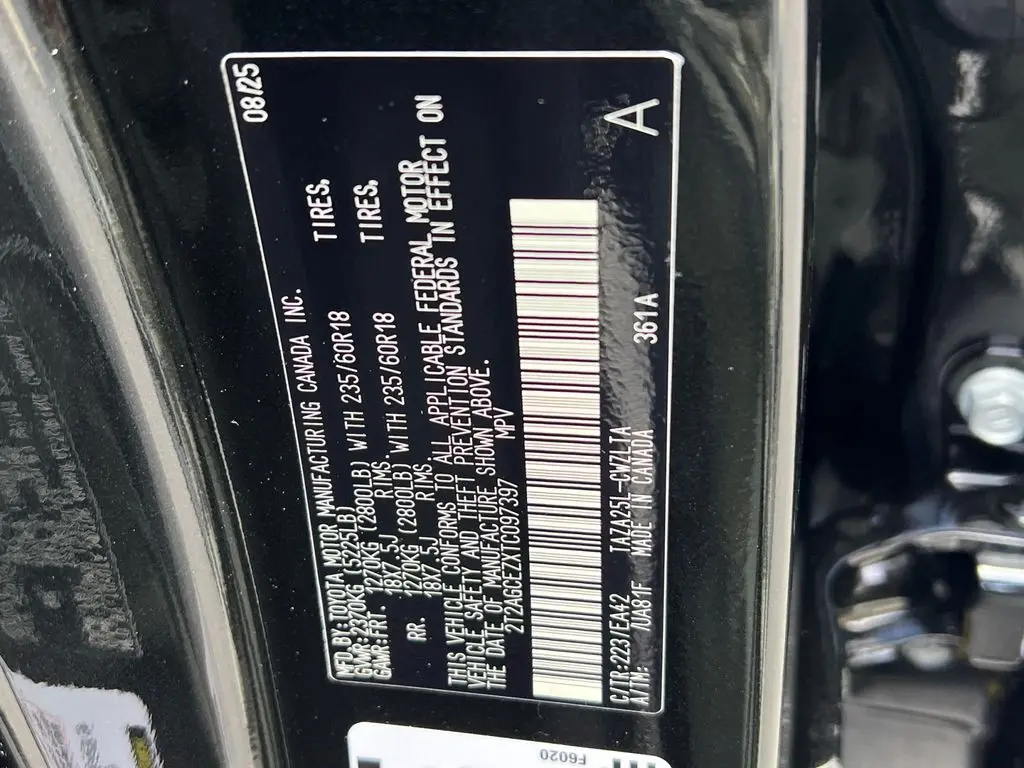 MFD.BY:TOYOTA MOTOR MANUFACTURING CANADA INC. 08/25
GVWR:2370KG (5225LB)
GAWR:FRT. 1270KG (2800LB) WITH 235/60R18 TIRES,
18X7.5J RIMS.
RR. 1270KG (2800LB) WITH 235/60R18 TIRES,
18X7.5J RIMS.
THIS VEHICLE CONFORMS TO ALL APPLICABLE FEDERAL MOTOR
VEHICLE SAFETY AND THEFT PREVENTION STANDARDS IN EFFECT ON
THE DATE OF MANUFACTURE SHOWN ABOVE.
2T2AGGEZXTC097397 MPV
C/TR:223/EA42 TAZA25L-CWZLTA 361A A
A/TM: /UA81F MADE IN CANADA
F6020